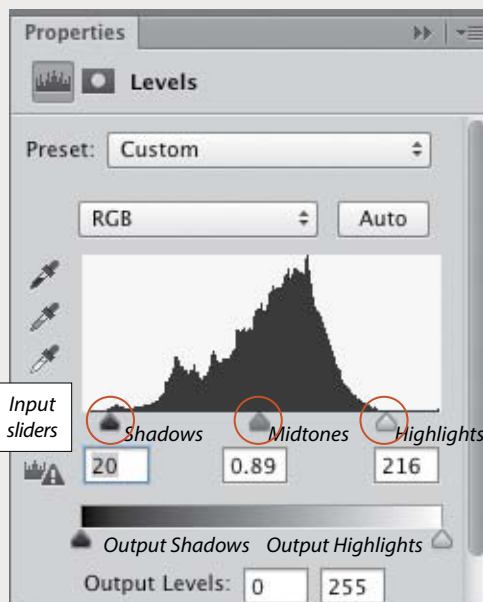 Properties
Levels
Preset: Custom
RGB Auto
Input
sliders
Shadows Midtones Highlights
20 0.89 216
Output Shadows Output Highlights
Output Levels: 0 255